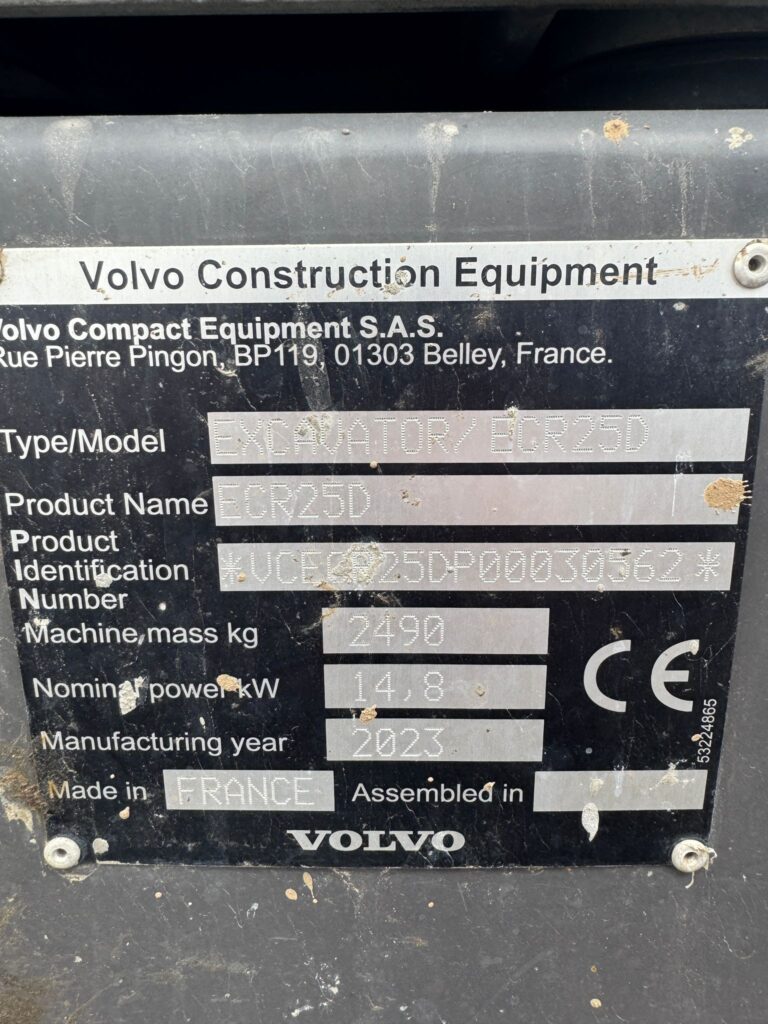 Volvo Construction Equipment
Volvo Compact Equipment S.A.S.
Rue Pierre Pingon, BP119, 01303 Belley, France.
Type/Model EXCAVATOR/ ECR25D
Product Name ECR25D
Product
Identification *VCECR25DP00030562*
Number
Machine mass kg 2490
Nominal power kW 14,8
Manufacturing year 2023
CE
53224865
Made in FRANCE Assembled in
VOLVO